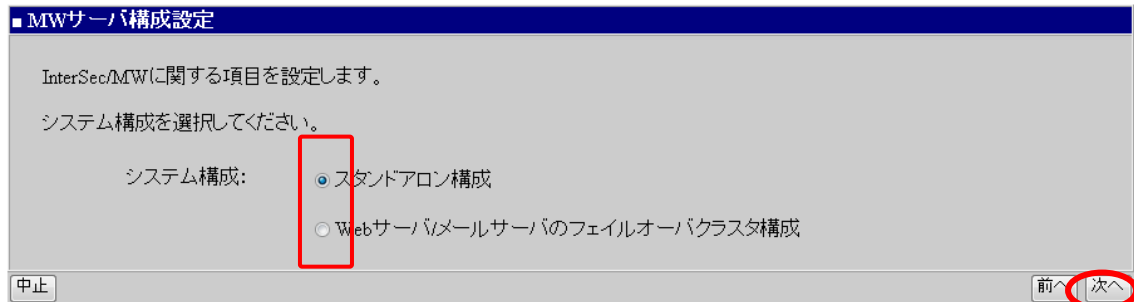 ■MWサーバ構成設定
InterSec/MWに関する項目を設定します。
システム構成を選択してください。
システム構成: スタンドアロン構成
Webサーバ/メールサーバのフェイルオーバクラスタ構成
中止 前へ 次へ